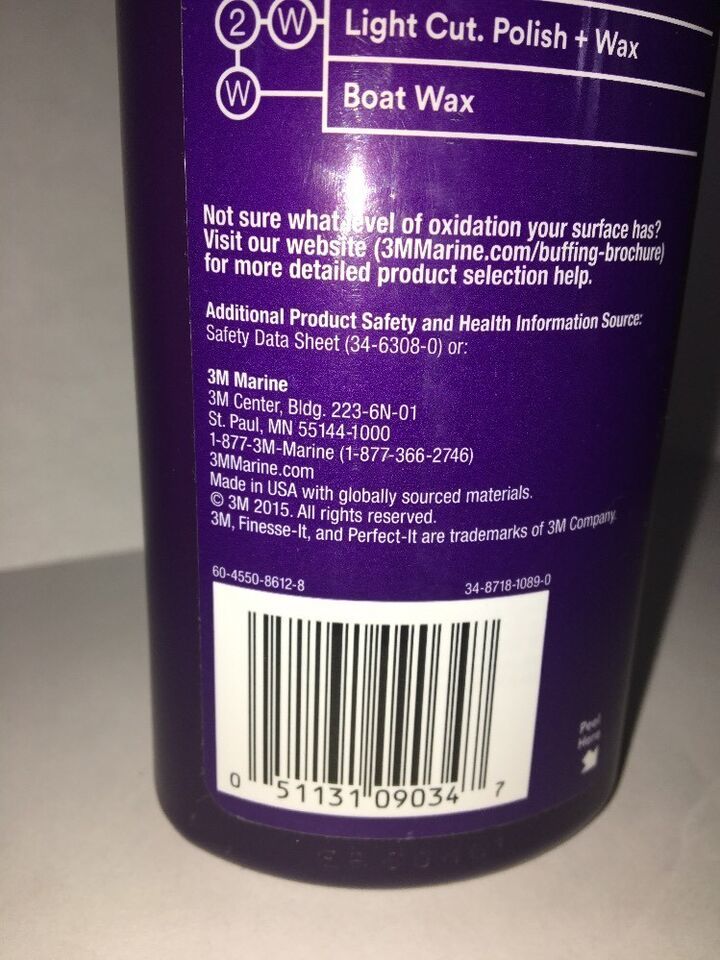 2 W Light Cut. Polish + Wax
W Boat Wax
Not sure what level of oxidation your surface has?
Visit our website (3MMarine.com/buffing-brochure)
for more detailed product selection help.
Additional Product Safety and Health Information Source:
Safety Data Sheet (34-6308-0) or:
3M Marine
3M Center, Bldg. 223-6N-01
St. Paul, MN 55144-1000
1-877-3M-Marine (1-877-366-2746)
3MMarine.com
Made in USA with globally sourced materials.
© 3M 2015. All rights reserved.
3M, Finesse-It, and Perfect-It are trademarks of 3M Company.
60-4550-8612-8 34-8718-1089-0
Peel
Here
0 51131 09034 7